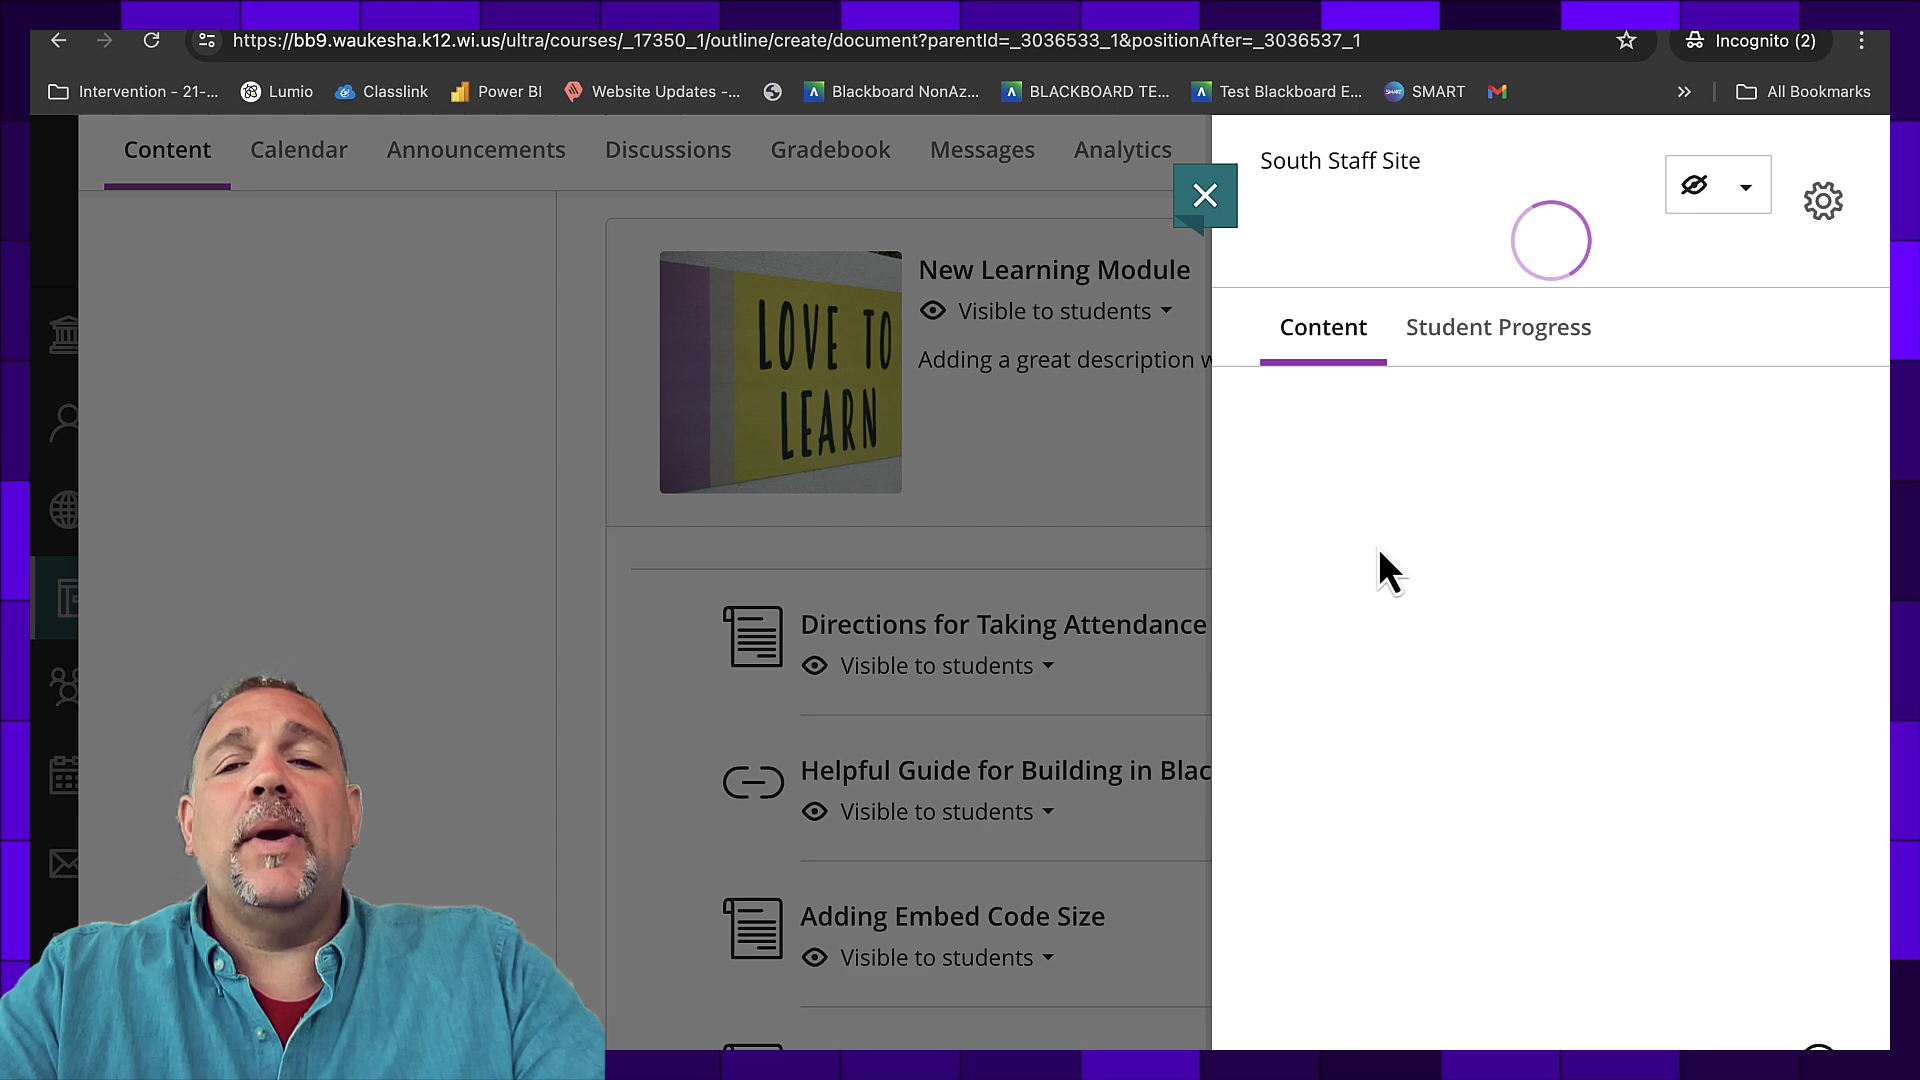 https://bb9.waukesha.k12.wi.us/ultra/courses/_17350_1/outline/create/document?parentId=_3036533_1&positionAfter=_3036537_1
Incognito (2)
Intervention - 21-...
Lumio
Classlink
Power BI
Website Updates -...
Blackboard NonAz...
BLACKBOARD TE...
Test Blackboard E...
SMART
All Bookmarks
Content
Calendar
Announcements
Discussions
Gradebook
Messages
Analytics
South Staff Site
LOVE TO
LEARN
New Learning Module
Visible to students
Adding a great description w
Content
Student Progress
Directions for Taking Attendance
Visible to students
Helpful Guide for Building in Blac
Visible to students
Adding Embed Code Size
Visible to students